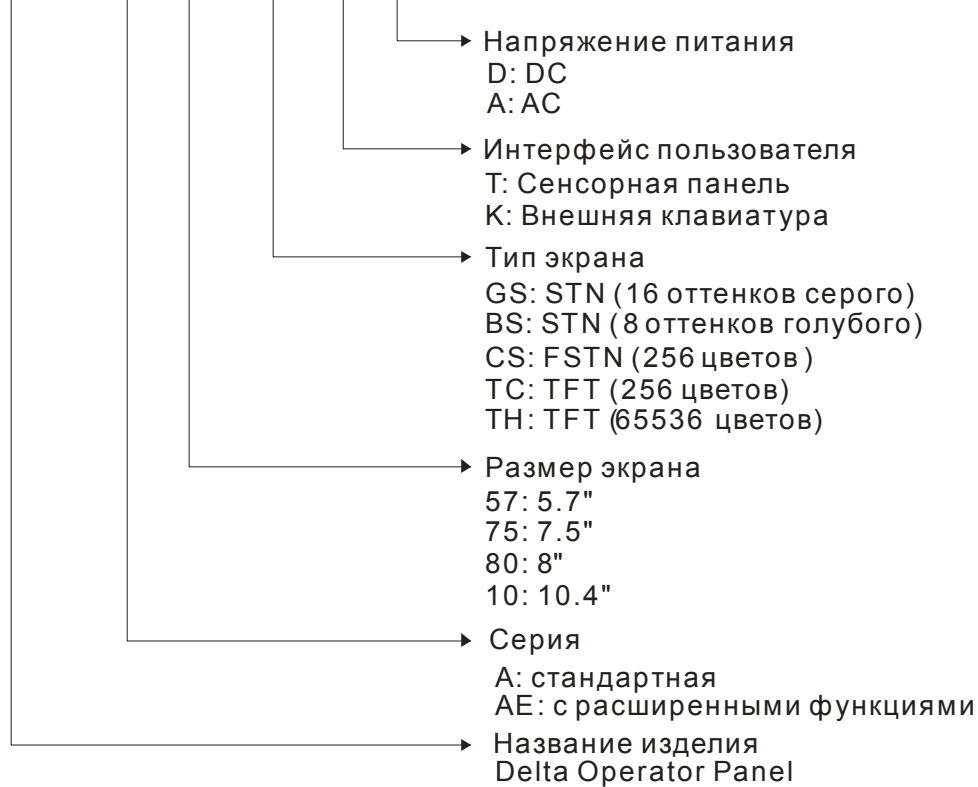 Напряжение питания
D: DC
A: AC
Интерфейс пользователя
T: Сенсорная панель
K: Внешняя клавиатура
Тип экрана
GS: STN (16 оттенков серого)
BS: STN (8 оттенков голубого)
CS: FSTN (256 цветов )
TC: TFT (256 цветов)
TH: TFT (65536 цветов)
Размер экрана
57: 5.7"
75: 7.5"
80: 8"
10: 10.4"
Серия
A: стандартная
AE: с расширенными функциями
Название изделия
Delta Operator Panel